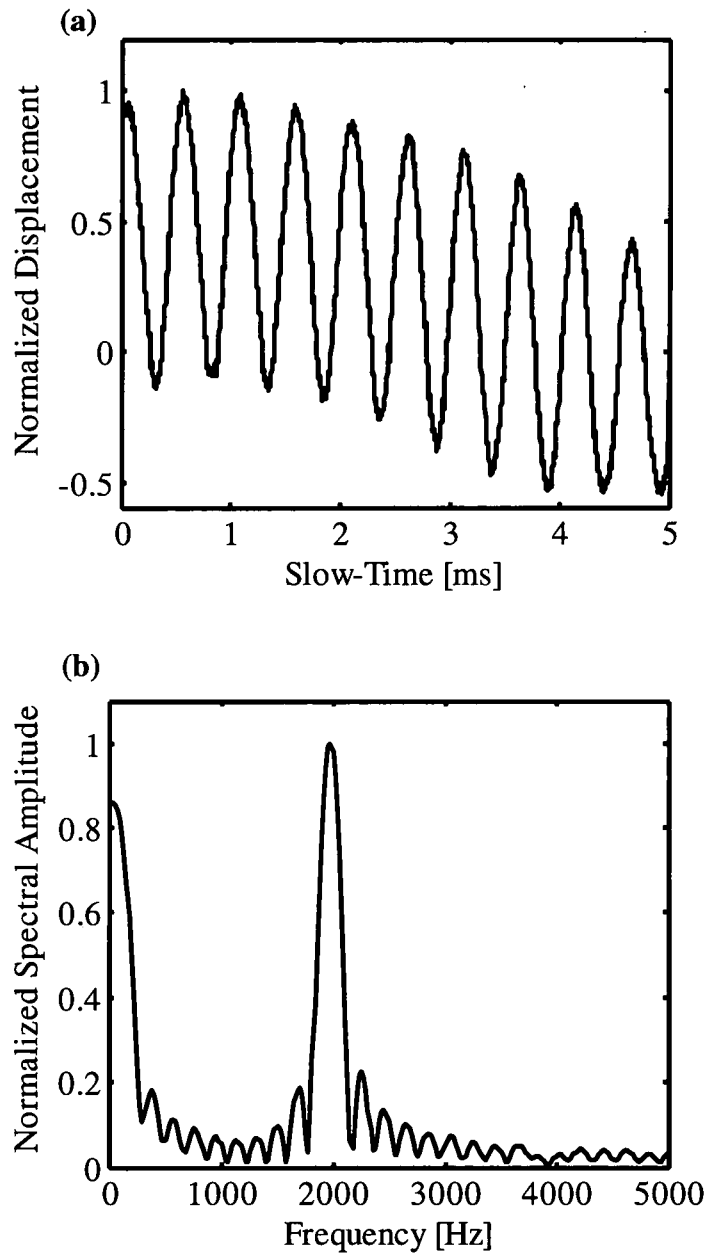 (a)
Normalized Displacement
1
0.5
0
-0.5
0 1 2 3 4 5
Slow-Time [ms]
(b)
Normalized Spectral Amplitude
1
0.8
0.6
0.4
0.2
0
0 1000 2000 3000 4000 5000
Frequency [Hz]